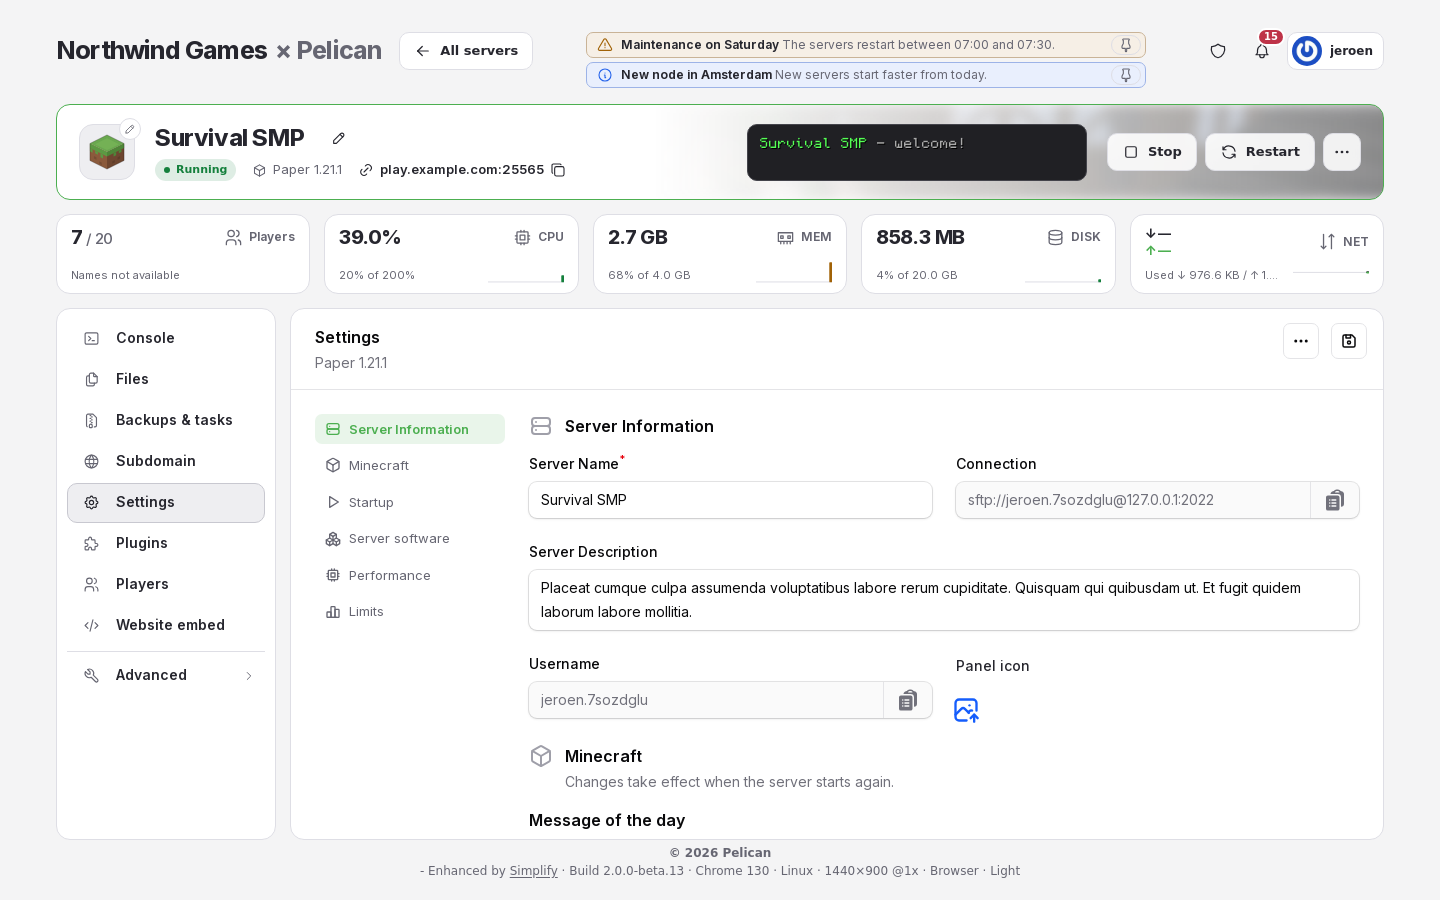 Northwind Games × Pelican
All servers
Maintenance on Saturday The servers restart between 07:00 and 07:30.
New node in Amsterdam New servers start faster from today.
15
jeroen
Survival SMP
Running
Paper 1.21.1
play.example.com:25565
Survival SMP - welcome!
Stop
Restart
7 / 20
Players
Names not available
39.0%
CPU
20% of 200%
2.7 GB
MEM
68% of 4.0 GB
858.3 MB
DISK
4% of 20.0 GB
↓—
↑—
NET
Used ↓ 976.6 KB / ↑ 1....
Console
Files
Backups & tasks
Subdomain
Settings
Plugins
Players
Website embed
Advanced
Settings
Paper 1.21.1
Server Information
Minecraft
Startup
Server software
Performance
Limits
Server Information
Server Name*
Connection
Survival SMP
sftp://jeroen.7sozdglu@127.0.0.1:2022
Server Description
Placeat cumque culpa assumenda voluptatibus labore rerum cupiditate. Quisquam qui quibusdam ut. Et fugit quidem
laborum labore mollitia.
Username
Panel icon
jeroen.7sozdglu
Minecraft
Changes take effect when the server starts again.
Message of the day
© 2026 Pelican
- Enhanced by Simplify · Build 2.0.0-beta.13 · Chrome 130 · Linux · 1440×900 @1x · Browser · Light